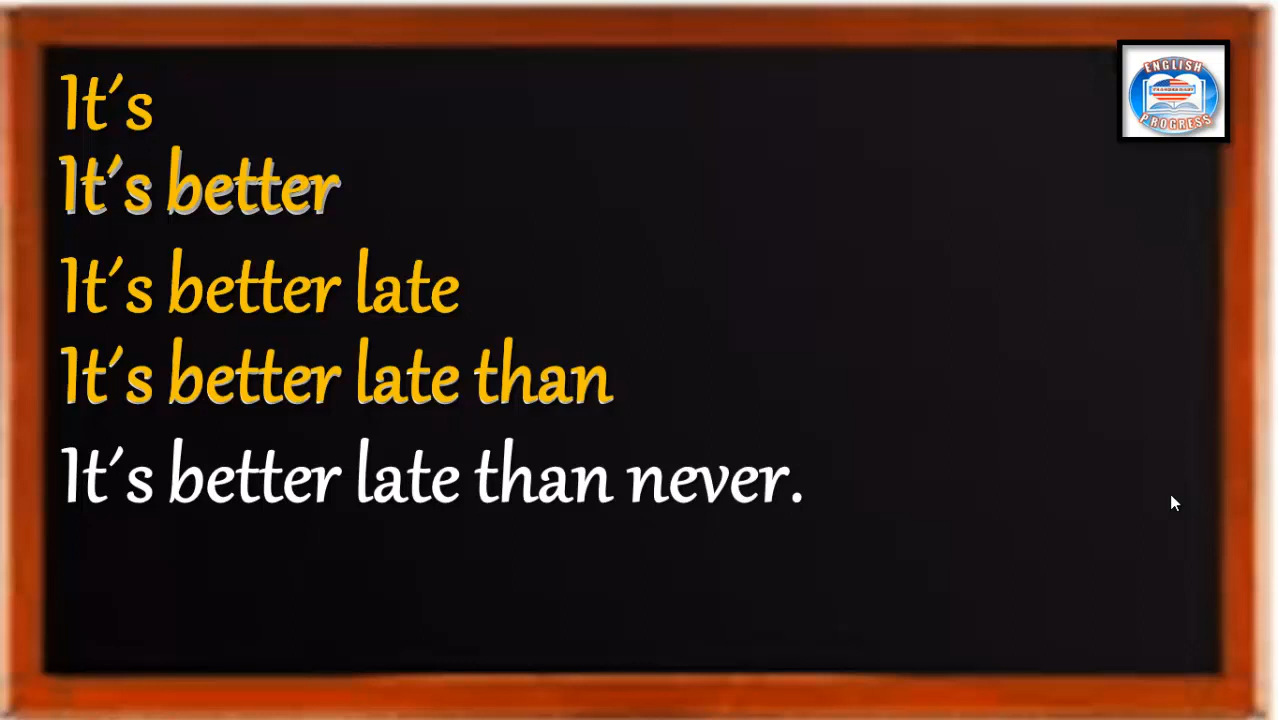 It's
It's better
It's better late
It's better late than
It's better late than never.
ENGLISH
PROGRESS